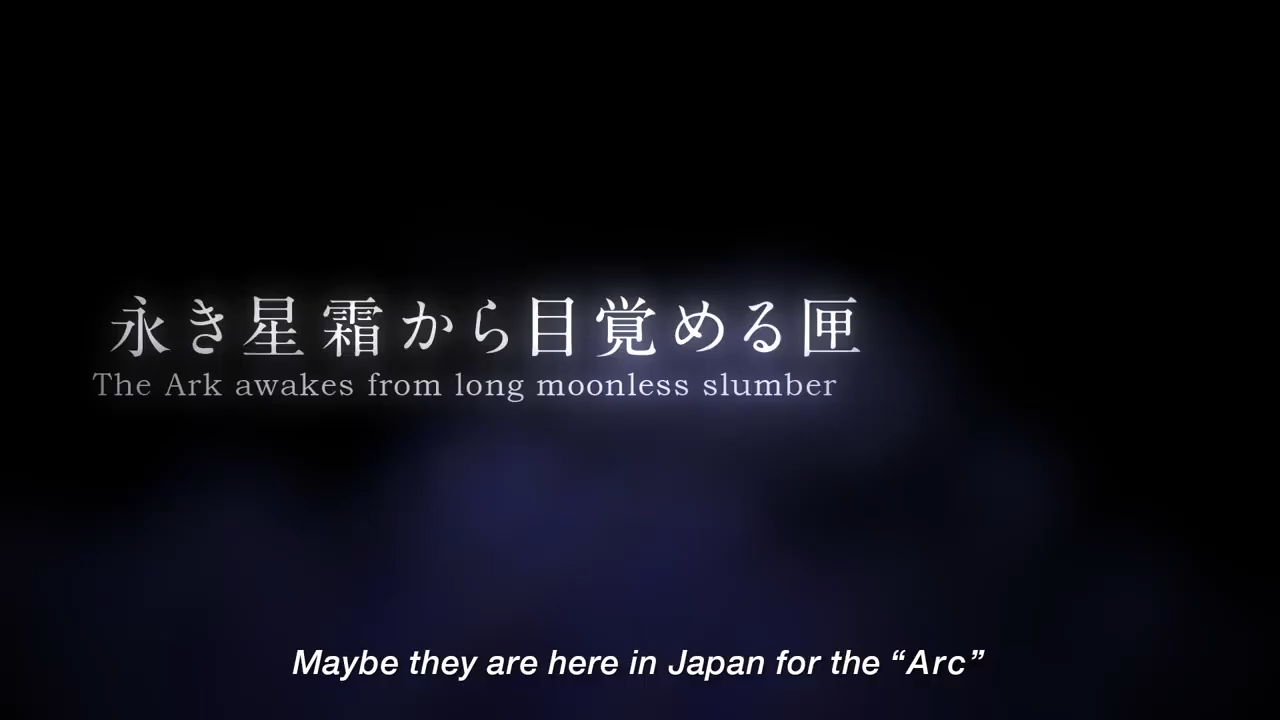 永き星霜から目覚める匣
The Ark awakes from long moonless slumber
Maybe they are here in Japan for the “Arc”